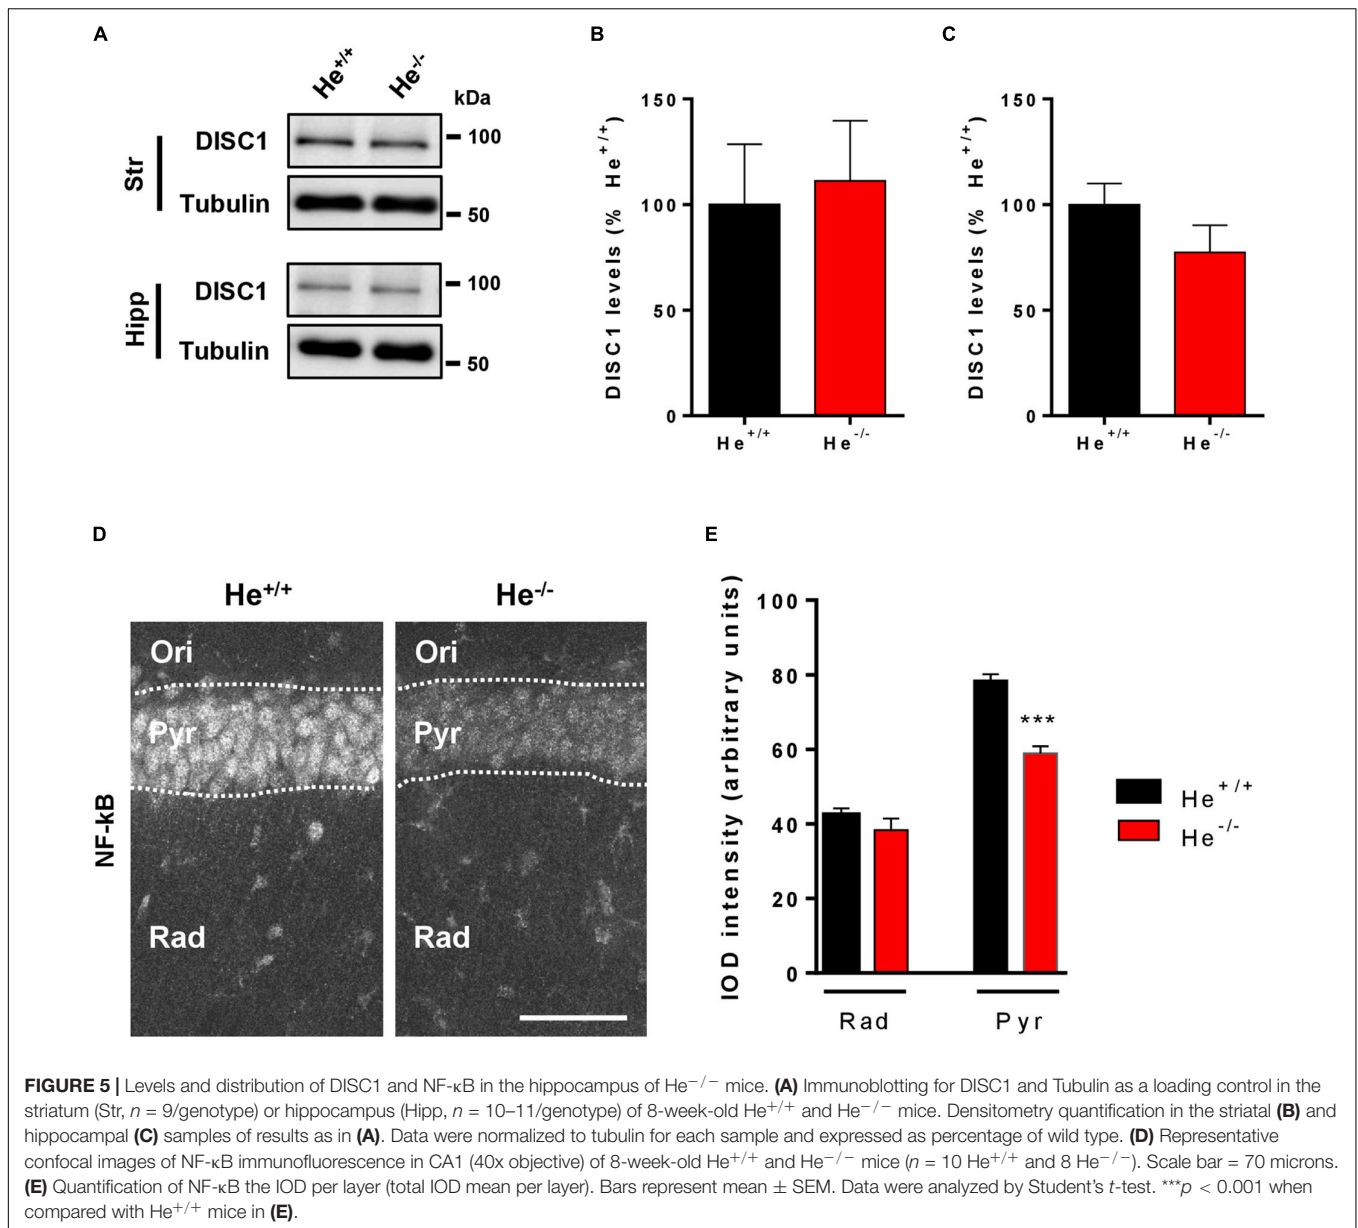 A
He+/+
He-/-
kDa
Str
DISC1
100
Tubulin
50
Hipp
DISC1
100
Tubulin
50
B
DISC1 levels (% He+/+)
150
100
50
0
He+/+
He-/-
C
DISC1 levels (% He+/+)
150
100
50
0
He+/+
He-/-
D
He+/+
He-/-
NF-kB
Ori
Pyr
Rad
Ori
Pyr
Rad
E
IOD intensity (arbitrary units)
100
80
60
40
20
0
***
Rad
Pyr
He+/+
He-/-
FIGURE 5 | Levels and distribution of DISC1 and NF-κB in the hippocampus of He−/− mice. (A) Immunoblotting for DISC1 and Tubulin as a loading control in the
striatum (Str, n = 9/genotype) or hippocampus (Hipp, n = 10–11/genotype) of 8-week-old He+/+ and He−/− mice. Densitometry quantification in the striatal (B) and
hippocampal (C) samples of results as in (A). Data were normalized to tubulin for each sample and expressed as percentage of wild type. (D) Representative
confocal images of NF-κB immunofluorescence in CA1 (40x objective) of 8-week-old He+/+ and He−/− mice (n = 10 He+/+ and 8 He−/−). Scale bar = 70 microns.
(E) Quantification of NF-κB the IOD per layer (total IOD mean per layer). Bars represent mean ± SEM. Data were analyzed by Student's t-test. ***p < 0.001 when
compared with He+/+ mice in (E).